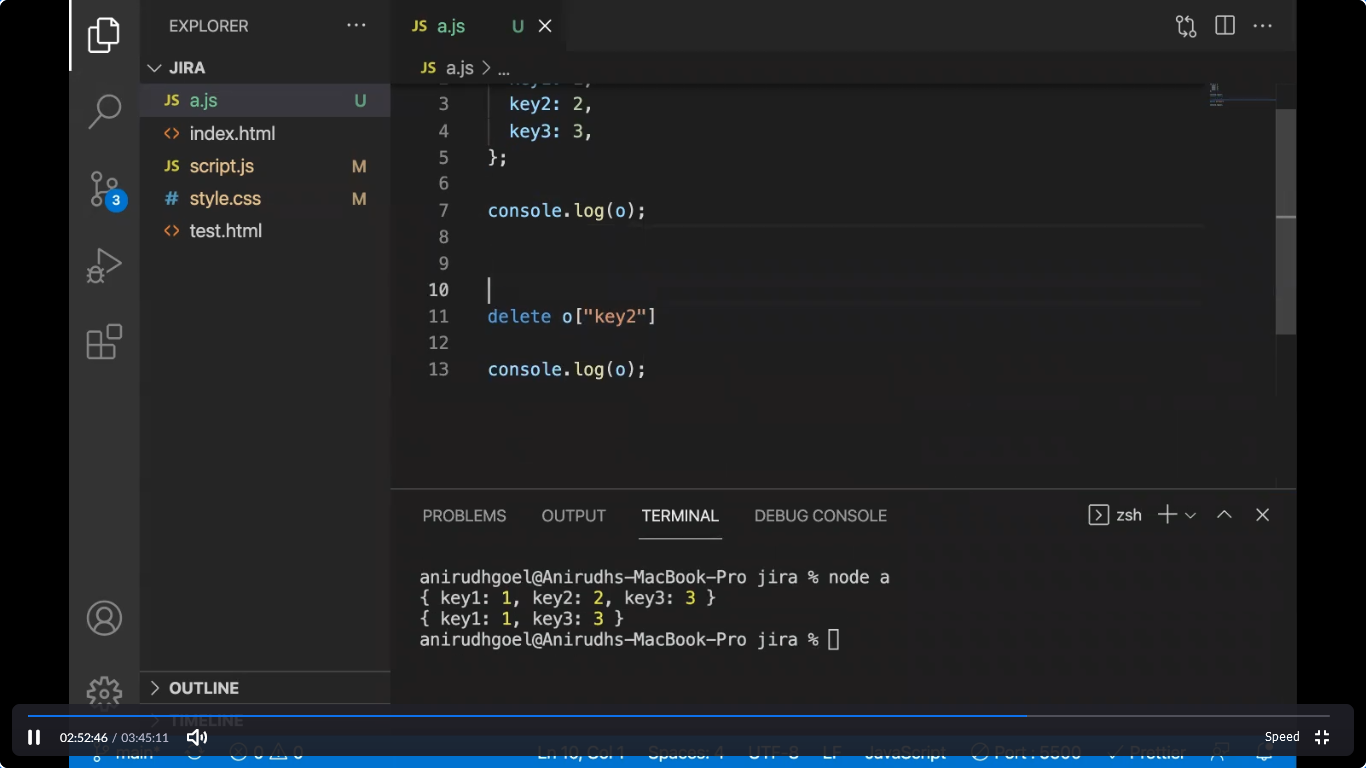 EXPLORER
JIRA
JS a.js U
<> index.html
JS script.js M
# style.css M
<> test.html
3
OUTLINE
TIMELINE
JS a.js U
JS a.js > ...
3 key2: 2,
4 key3: 3,
5 };
6
7 console.log(o);
8
9
10
11 delete o["key2"]
12
13 console.log(o);
PROBLEMS OUTPUT TERMINAL DEBUG CONSOLE zsh
anirudhgoel@Anirudhs-MacBook-Pro jira % node a
{ key1: 1, key2: 2, key3: 3 }
{ key1: 1, key3: 3 }
anirudhgoel@Anirudhs-MacBook-Pro jira %
02:52:46 / 03:45:11 Speed
main* 0 0 Ln 10, Col 1 Spaces: 4 UTF-8 LF JavaScript Port : 5500 Prettier